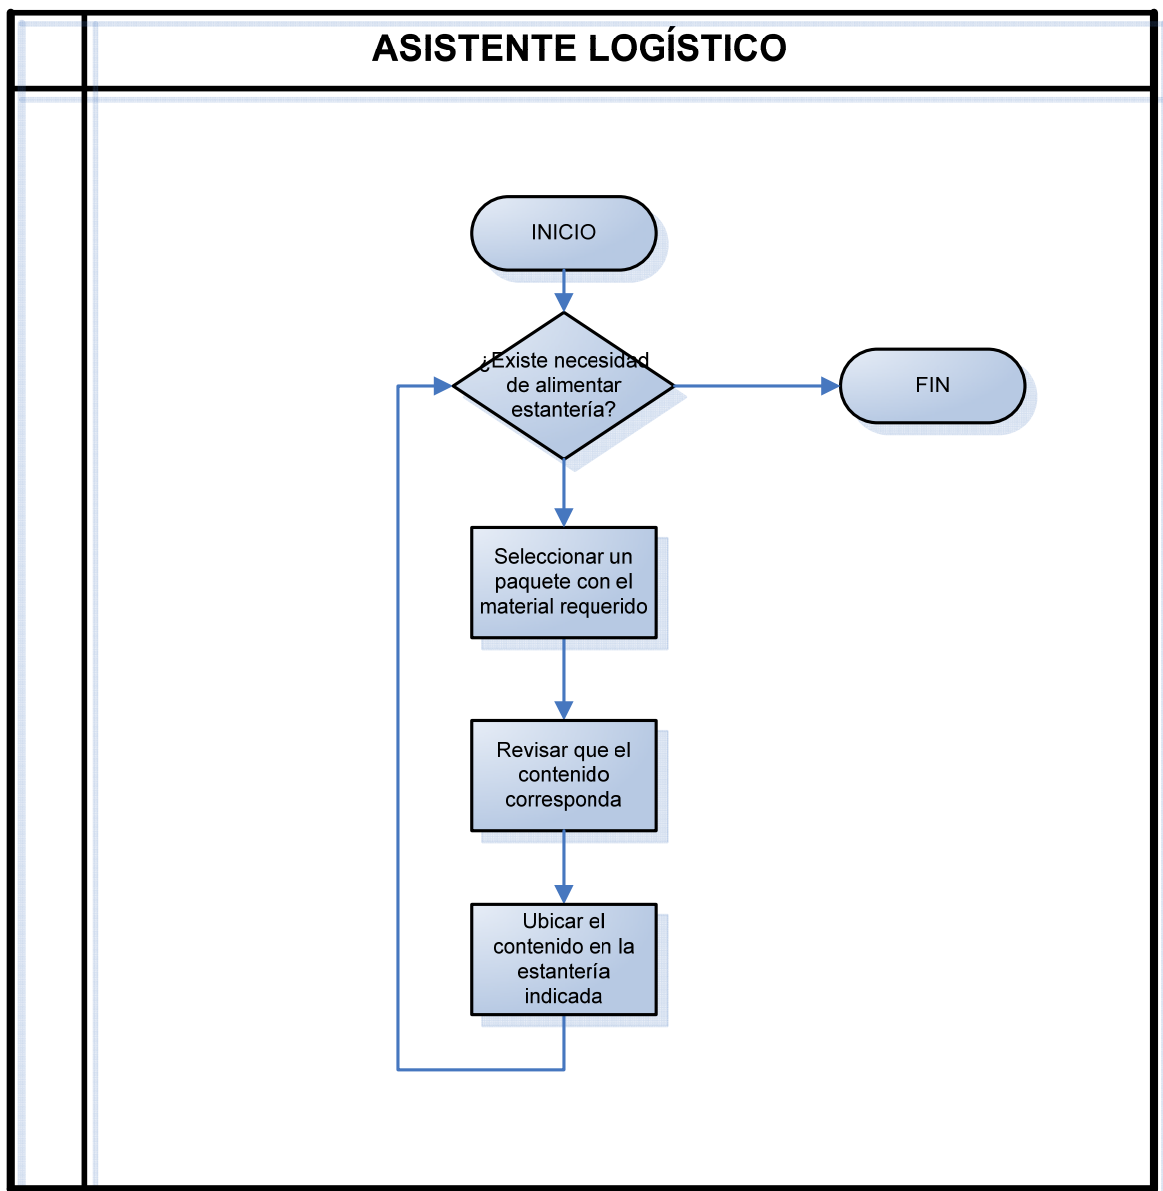 ASISTENTE LOGÍSTICO
INICIO
¿Existe necesidad
de alimentar
estantería?
FIN
Seleccionar un
paquete con el
material requerido
Revisar que el
contenido
corresponda
Ubicar el
contenido en la
estantería
indicada